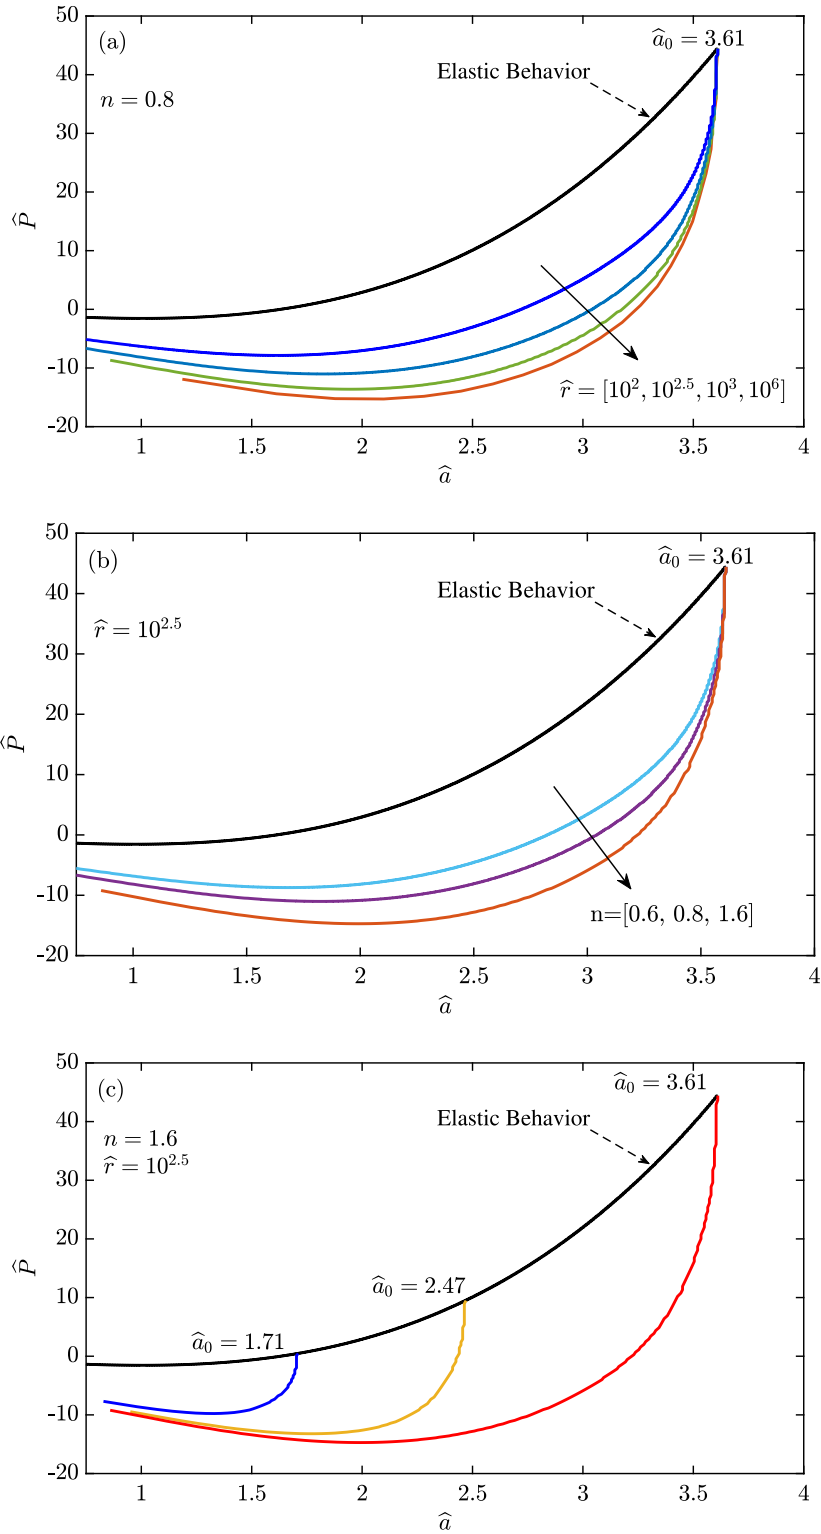 50
(a)
â₀ = 3.61
Elastic Behavior
40
n = 0.8
30
20
P̂
10
0
-10
r̂ = [10², 10^2.5, 10³, 10⁶]
-20
1 1.5 2 2.5 3 3.5 4
â
50
(b)
â₀ = 3.61
Elastic Behavior
40
r̂ = 10^2.5
30
20
P̂
10
0
-10
n=[0.6, 0.8, 1.6]
-20
1 1.5 2 2.5 3 3.5 4
â
50
(c)
â₀ = 3.61
Elastic Behavior
40
n = 1.6
r̂ = 10^2.5
30
20
P̂
10
â₀ = 2.47
â₀ = 1.71
0
-10
-20
1 1.5 2 2.5 3 3.5 4
â